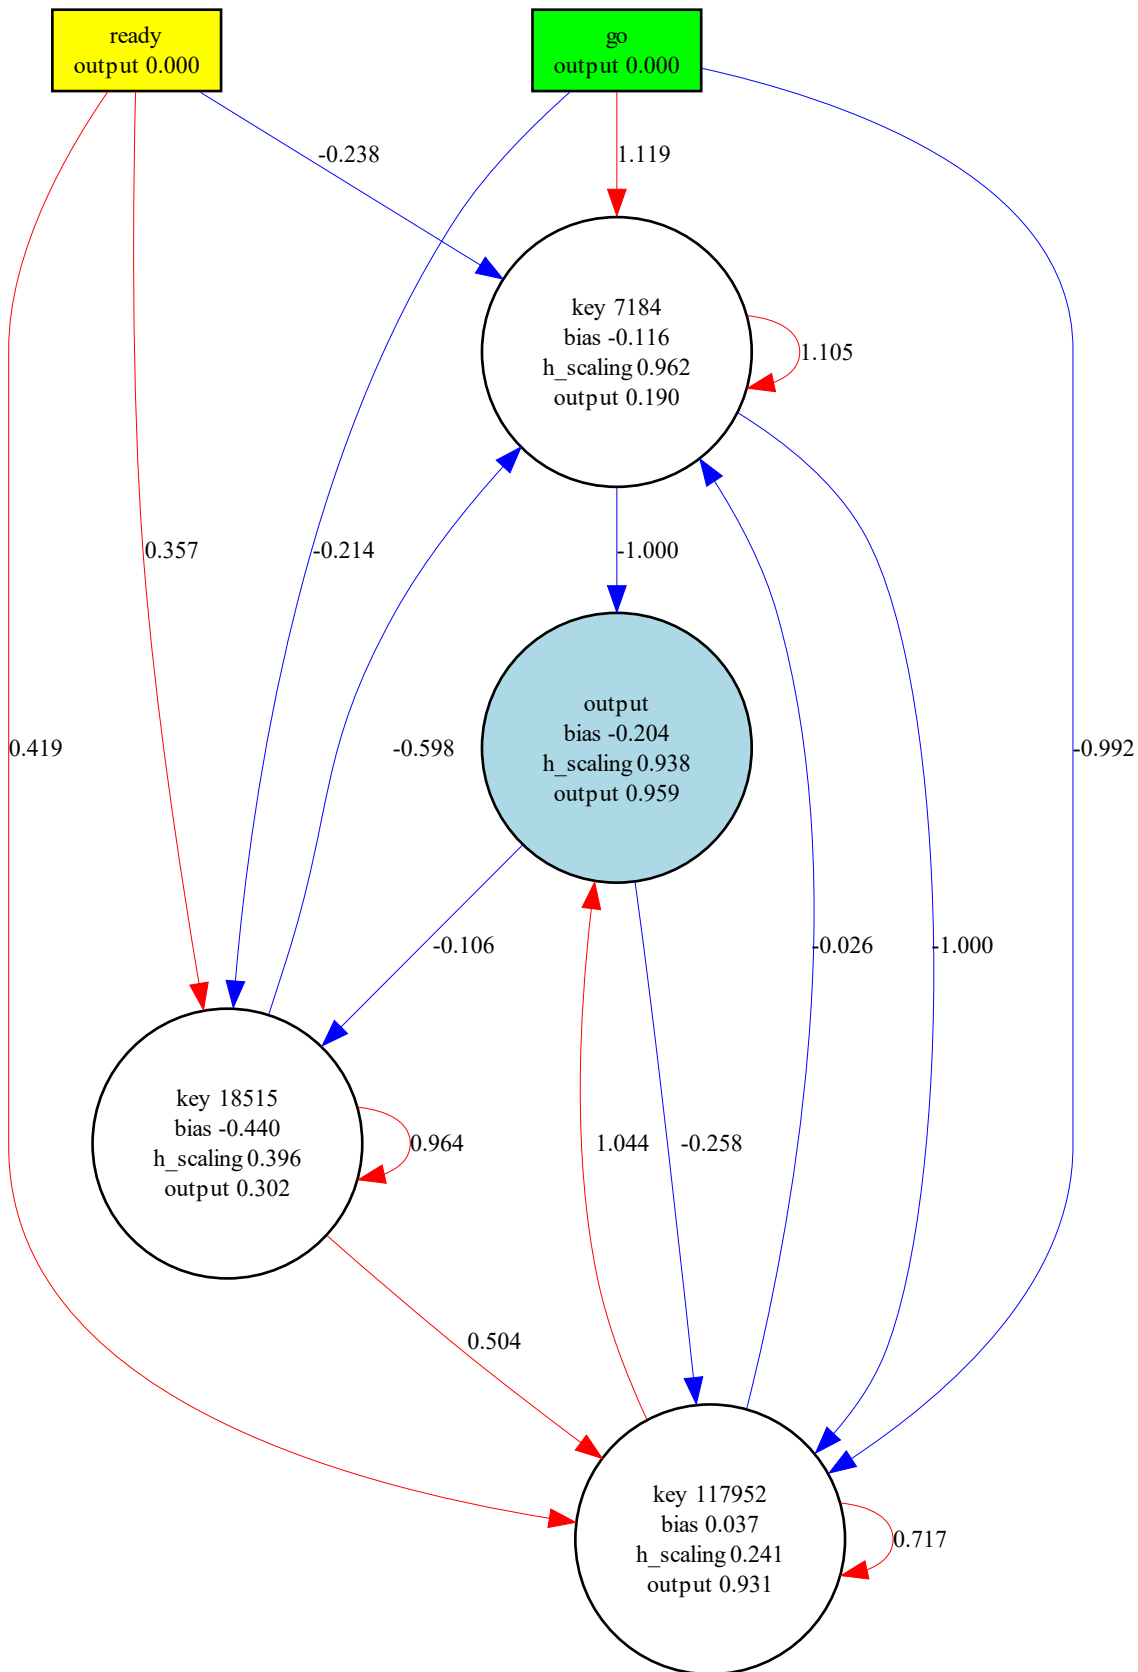 ready
output 0.000
go
output 0.000
-0.238
1.119
key 7184
bias -0.116
h_scaling 0.962
output 0.190
1.105
0.357
-0.214
-1.000
output
bias -0.204
h_scaling 0.938
output 0.959
0.419
-0.598
-0.992
-0.106
-0.026
-1.000
key 18515
bias -0.440
h_scaling 0.396
output 0.302
0.964
1.044
-0.258
0.504
key 117952
bias 0.037
h_scaling 0.241
output 0.931
0.717